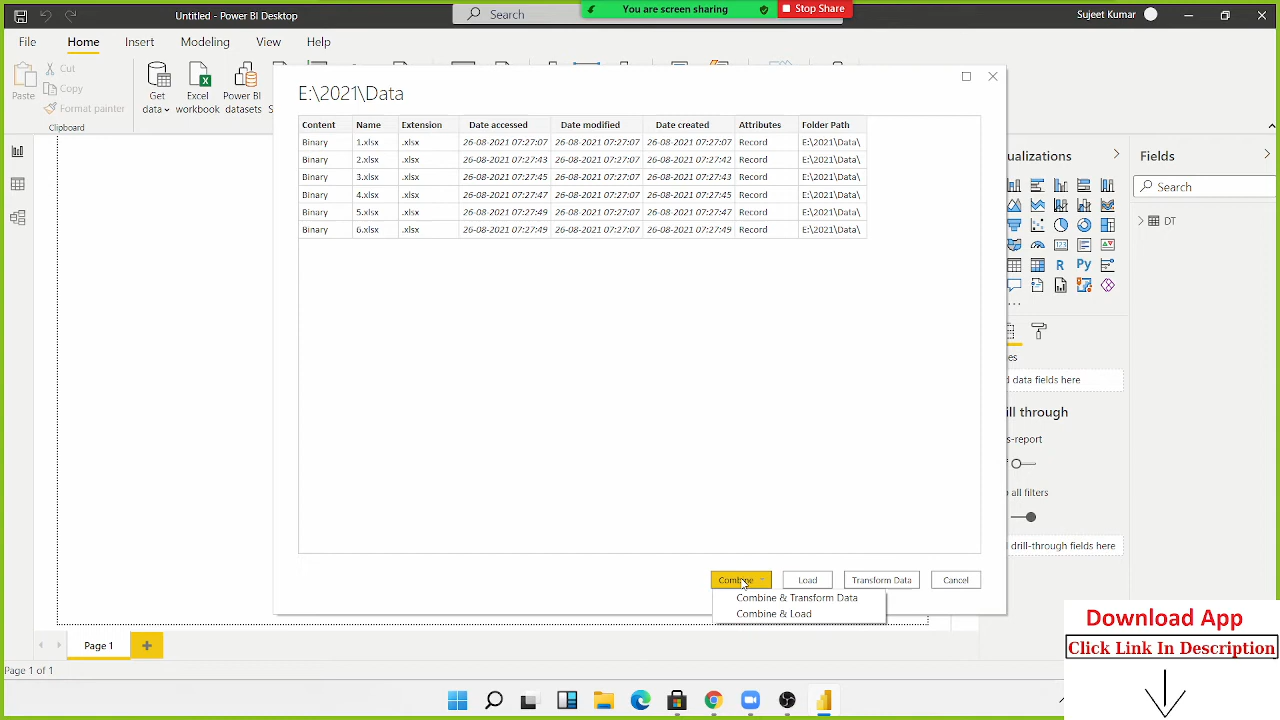 Untitled - Power BI Desktop
Search
You are screen sharing
Stop Share
Sujeet Kumar
File
Home
Insert
Modeling
View
Help
Paste
Cut
Copy
Format painter
Clipboard
Get data
Excel workbook
Power BI datasets
E:\2021\Data
Content Name Extension Date accessed Date modified Date created Attributes Folder Path
Binary 1.xlsx .xlsx 26-08-2021 07:27:07 26-08-2021 07:27:07 26-08-2021 07:27:07 Record E:\2021\Data\
Binary 2.xlsx .xlsx 26-08-2021 07:27:43 26-08-2021 07:27:07 26-08-2021 07:27:42 Record E:\2021\Data\
Binary 3.xlsx .xlsx 26-08-2021 07:27:45 26-08-2021 07:27:07 26-08-2021 07:27:43 Record E:\2021\Data\
Binary 4.xlsx .xlsx 26-08-2021 07:27:47 26-08-2021 07:27:07 26-08-2021 07:27:45 Record E:\2021\Data\
Binary 5.xlsx .xlsx 26-08-2021 07:27:49 26-08-2021 07:27:07 26-08-2021 07:27:47 Record E:\2021\Data\
Binary 6.xlsx .xlsx 26-08-2021 07:27:49 26-08-2021 07:27:07 26-08-2021 07:27:49 Record E:\2021\Data\
Combine
Load
Transform Data
Cancel
Combine & Transform Data
Combine & Load
ualizations
Fields
Search
DT
R
Py
123
es
d data fields here
ill through
s-report
all filters
drill-through fields here
Page 1
Page 1 of 1
Download App
Click Link In Description